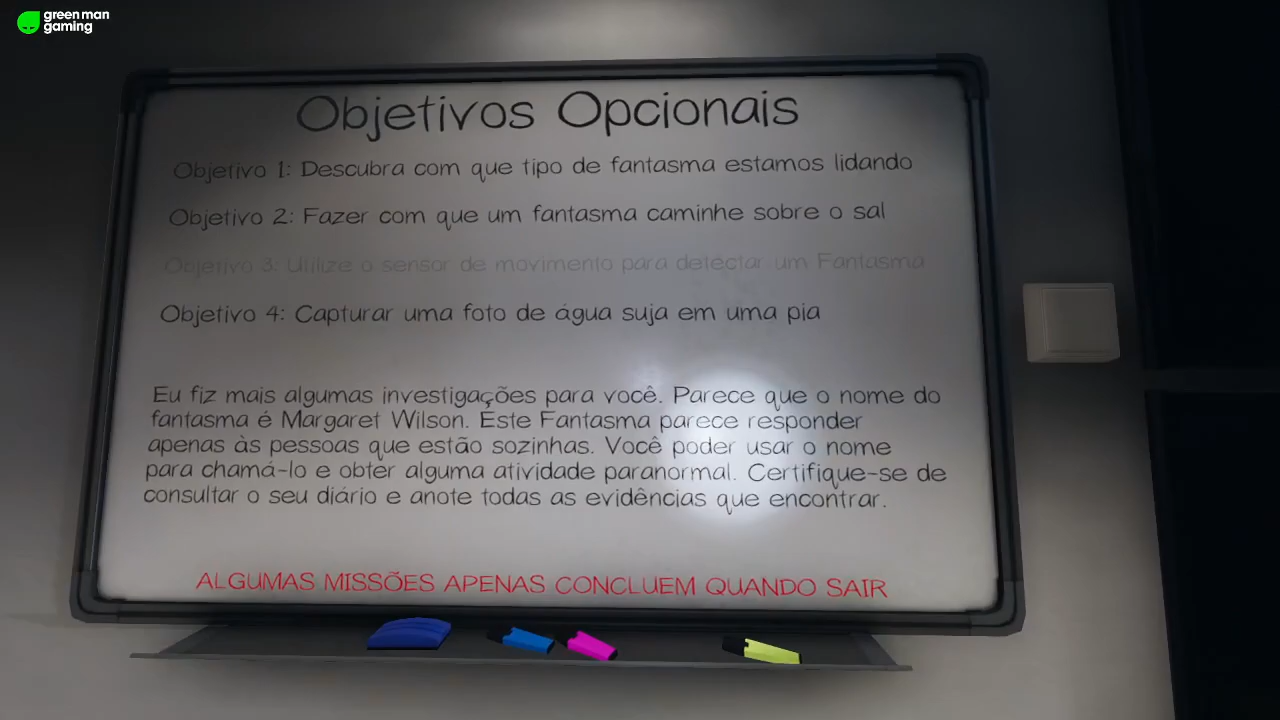 green man
gaming
Objetivos Opcionais
Objetivo 1: Descubra com que tipo de fantasma estamos lidando
Objetivo 2: Fazer com que um fantasma caminhe sobre o sal
Objetivo 3: Utilize o sensor de movimento para detectar um Fantasma
Objetivo 4: Capturar uma foto de água suja em uma pia
Eu fiz mais algumas investigações para você. Parece que o nome do
fantasma é Margaret Wilson. Este Fantasma parece responder
apenas às pessoas que estão sozinhas. Você poder usar o nome
para chamá-lo e obter alguma atividade paranormal. Certifique-se de
consultar o seu diário e anote todas as evidências que encontrar.
ALGUMAS MISSÕES APENAS CONCLUEM QUANDO SAIR